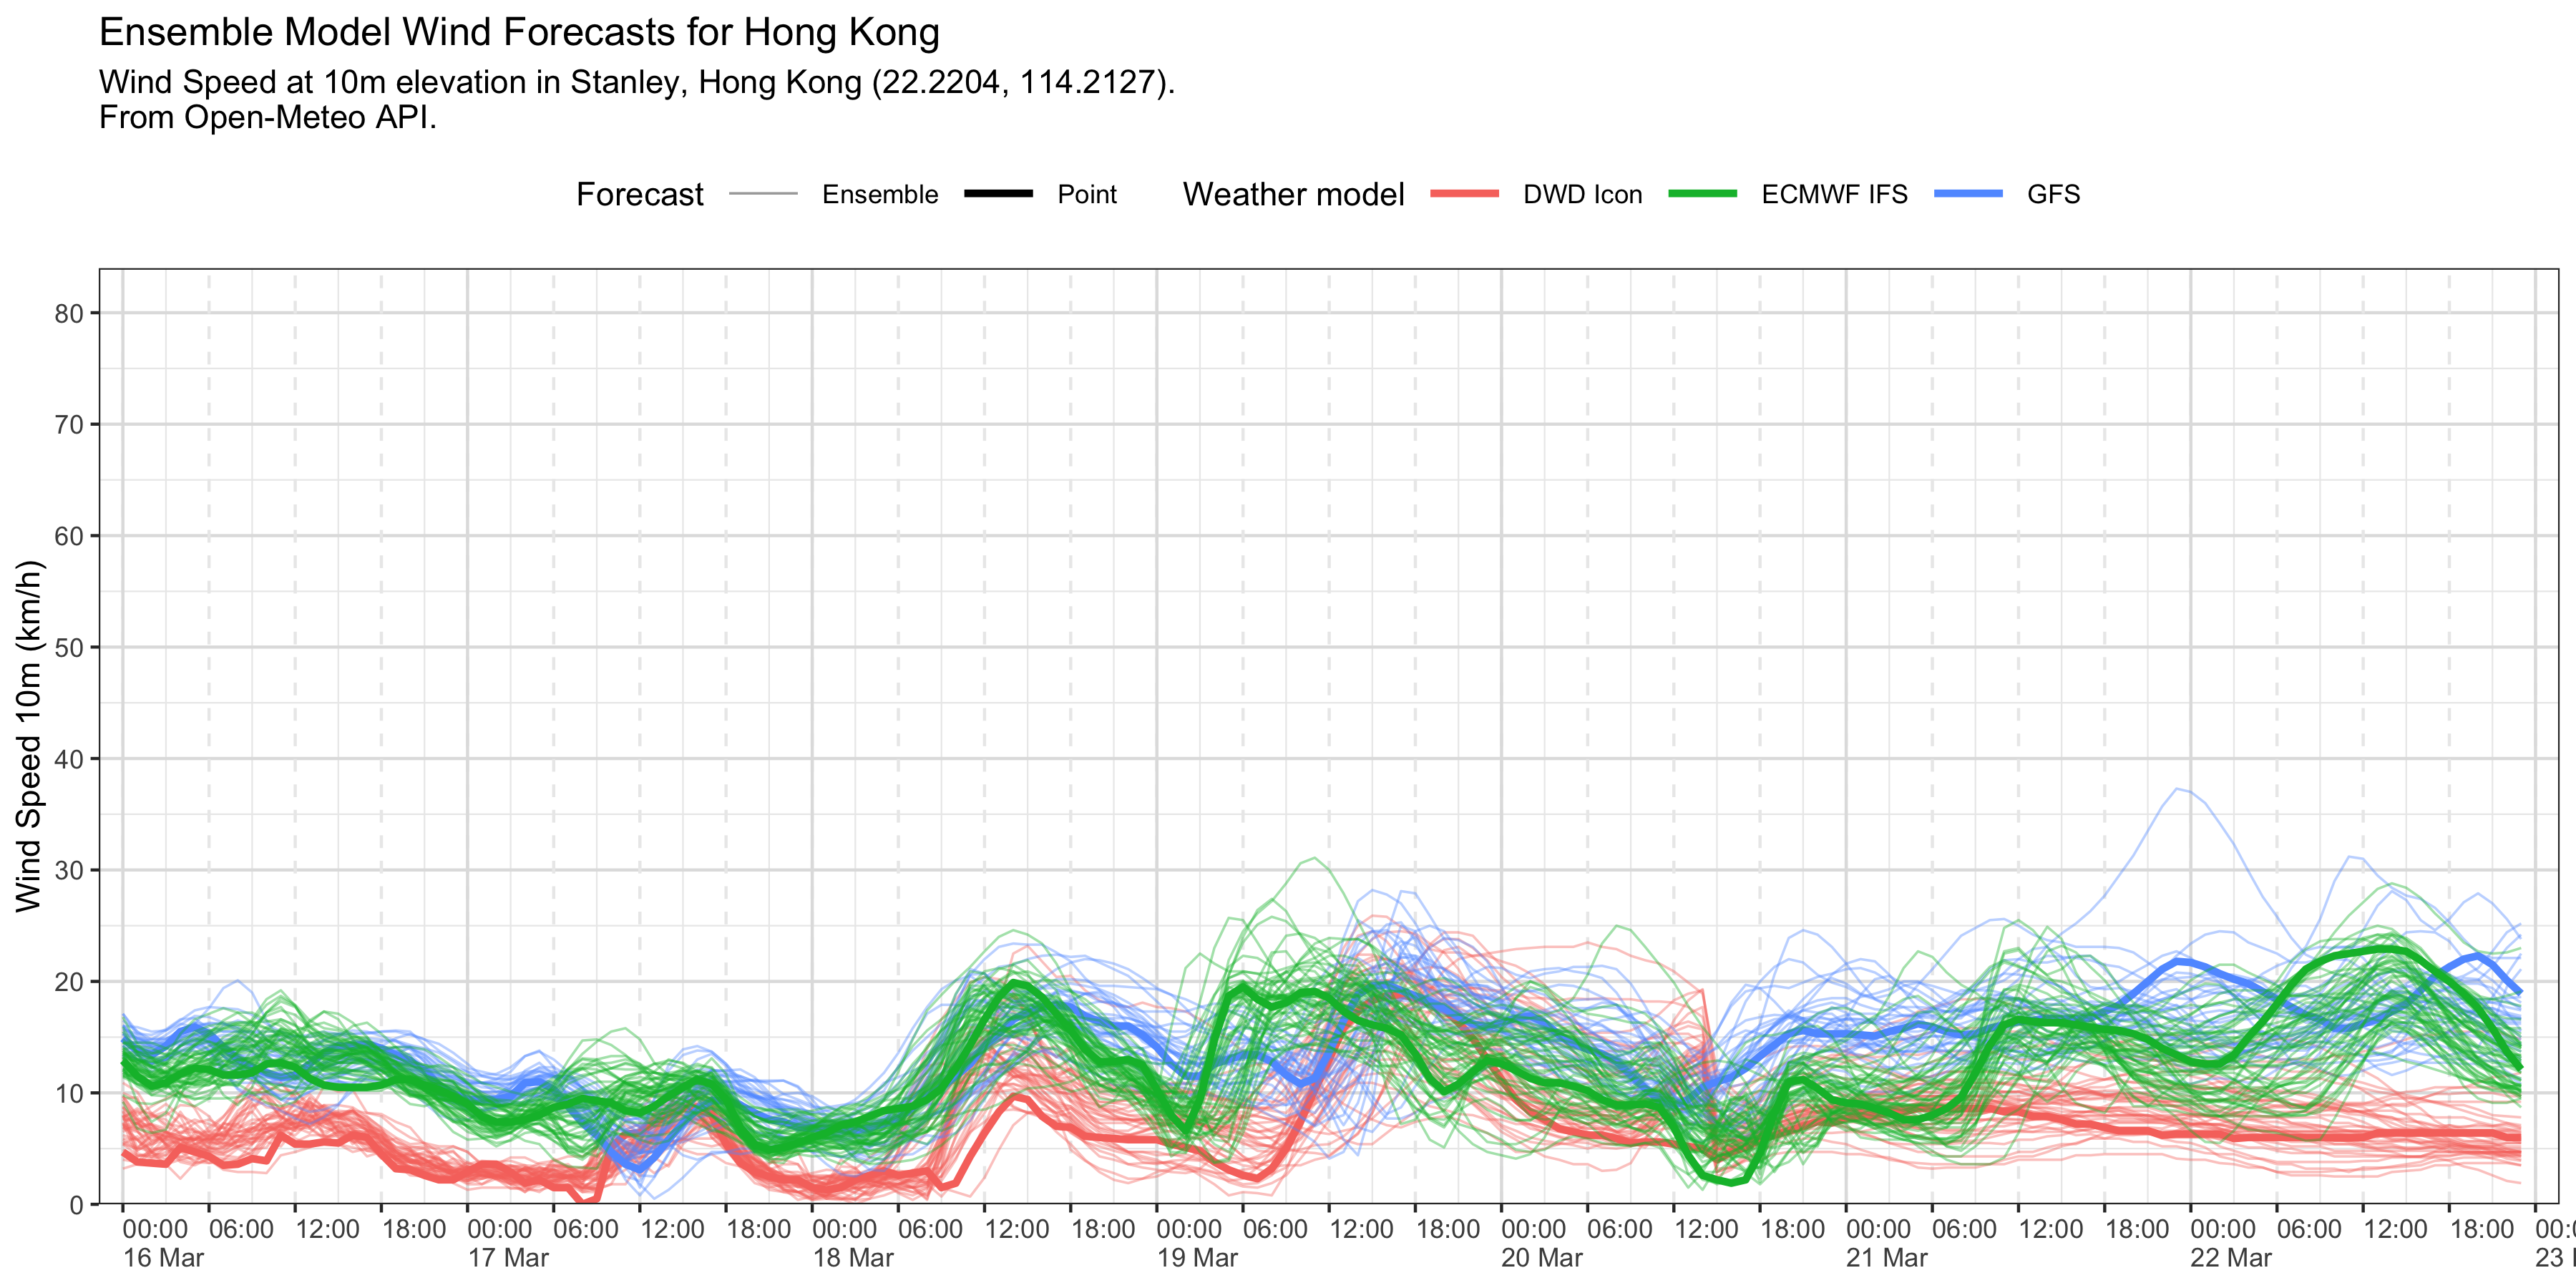 Ensemble Model Wind Forecasts for Hong Kong
Wind Speed at 10m elevation in Stanley, Hong Kong (22.2204, 114.2127).
From Open-Meteo API.
Forecast Ensemble Point Weather model DWD Icon ECMWF IFS GFS
Wind Speed 10m (km/h)
80
70
60
50
40
30
20
10
0
00:00 06:00 12:00 18:00 00:00 06:00 12:00 18:00 00:00 06:00 12:00 18:00 00:00 06:00 12:00 18:00 00:00 06:00 12:00 18:00 00:00 06:00 12:00 18:00 00:00 06:00 12:00 18:00 00:0
16 Mar 17 Mar 18 Mar 19 Mar 20 Mar 21 Mar 22 Mar 23